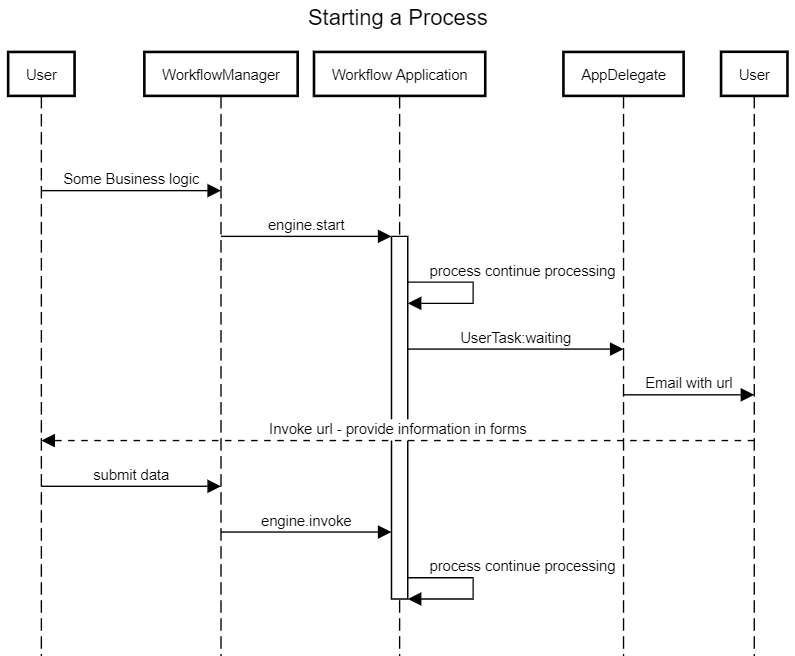 Starting a Process
User
WorkflowManager
Workflow Application
AppDelegate
User
Some Business logic
engine.start
process continue processing
UserTask:waiting
Email with url
Invoke url - provide information in forms
submit data
engine.invoke
process continue processing